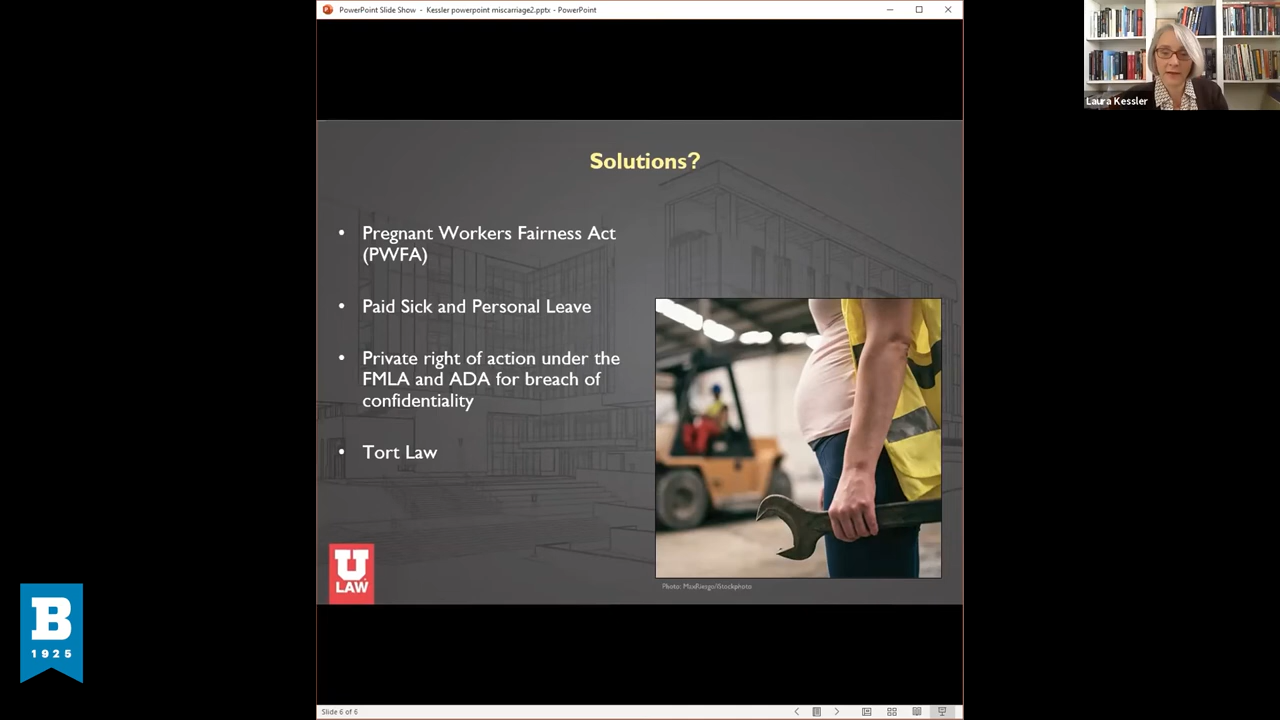 PowerPoint Slide Show - Kessler powerpoint miscarriage2.pptx - PowerPoint
Laura Kessler
Solutions?
• Pregnant Workers Fairness Act
(PWFA)
• Paid Sick and Personal Leave
• Private right of action under the
FMLA and ADA for breach of
confidentiality
• Tort Law
U
LAW
Photo: MaxRiesgo/iStockphoto
B
1925
Slide 6 of 6